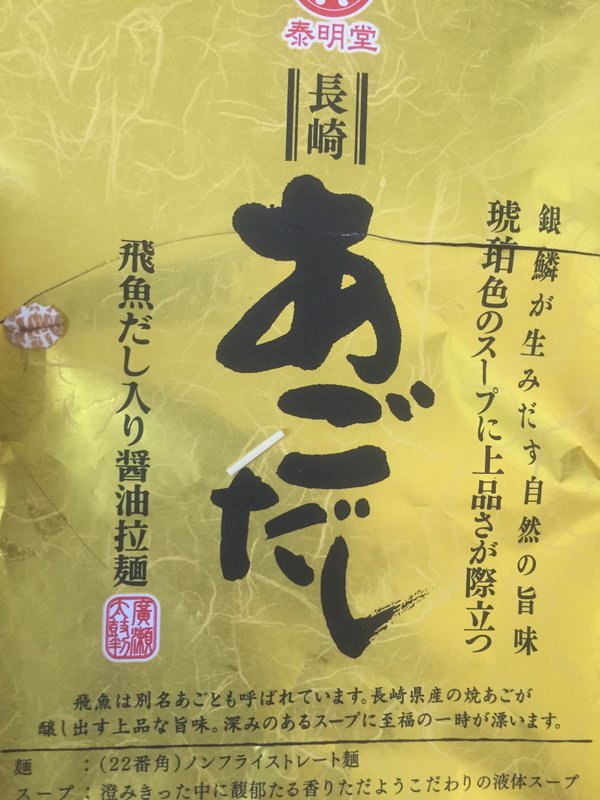 泰明堂
長崎
あごだし
銀鱗が生みだす自然の旨味
琥珀色のスープに上品さが際立つ
飛魚だし入り醤油拉麺
廣瀬
飛魚は別名あごとも呼ばれています。長崎県産の焼あごが
醸し出す上品な旨味。深みのあるスープに至福の一時が漂います。
麺 :(22番角)ノンフライストレート麺
スープ:澄みきった中に馥郁たる香りただようこだわりの液体スープ